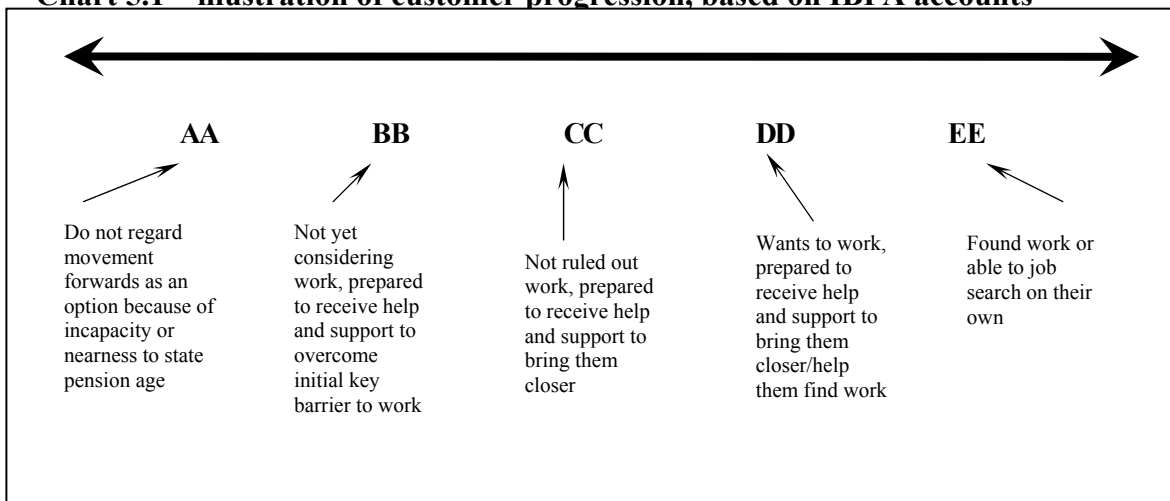 Chart 5.1 – Illustration of customer progression, based on IBPA accounts
AA
BB
CC
DD
EE
Do not regard
movement
forwards as an
option because of
incapacity or
nearness to state
pension age
Not yet
considering
work, prepared
to receive help
and support to
overcome
initial key
barrier to work
Not ruled out
work, prepared
to receive help
and support to
bring them
closer
Wants to work,
prepared to
receive help
and support to
bring them
closer/help
them find work
Found work or
able to job
search on their
own